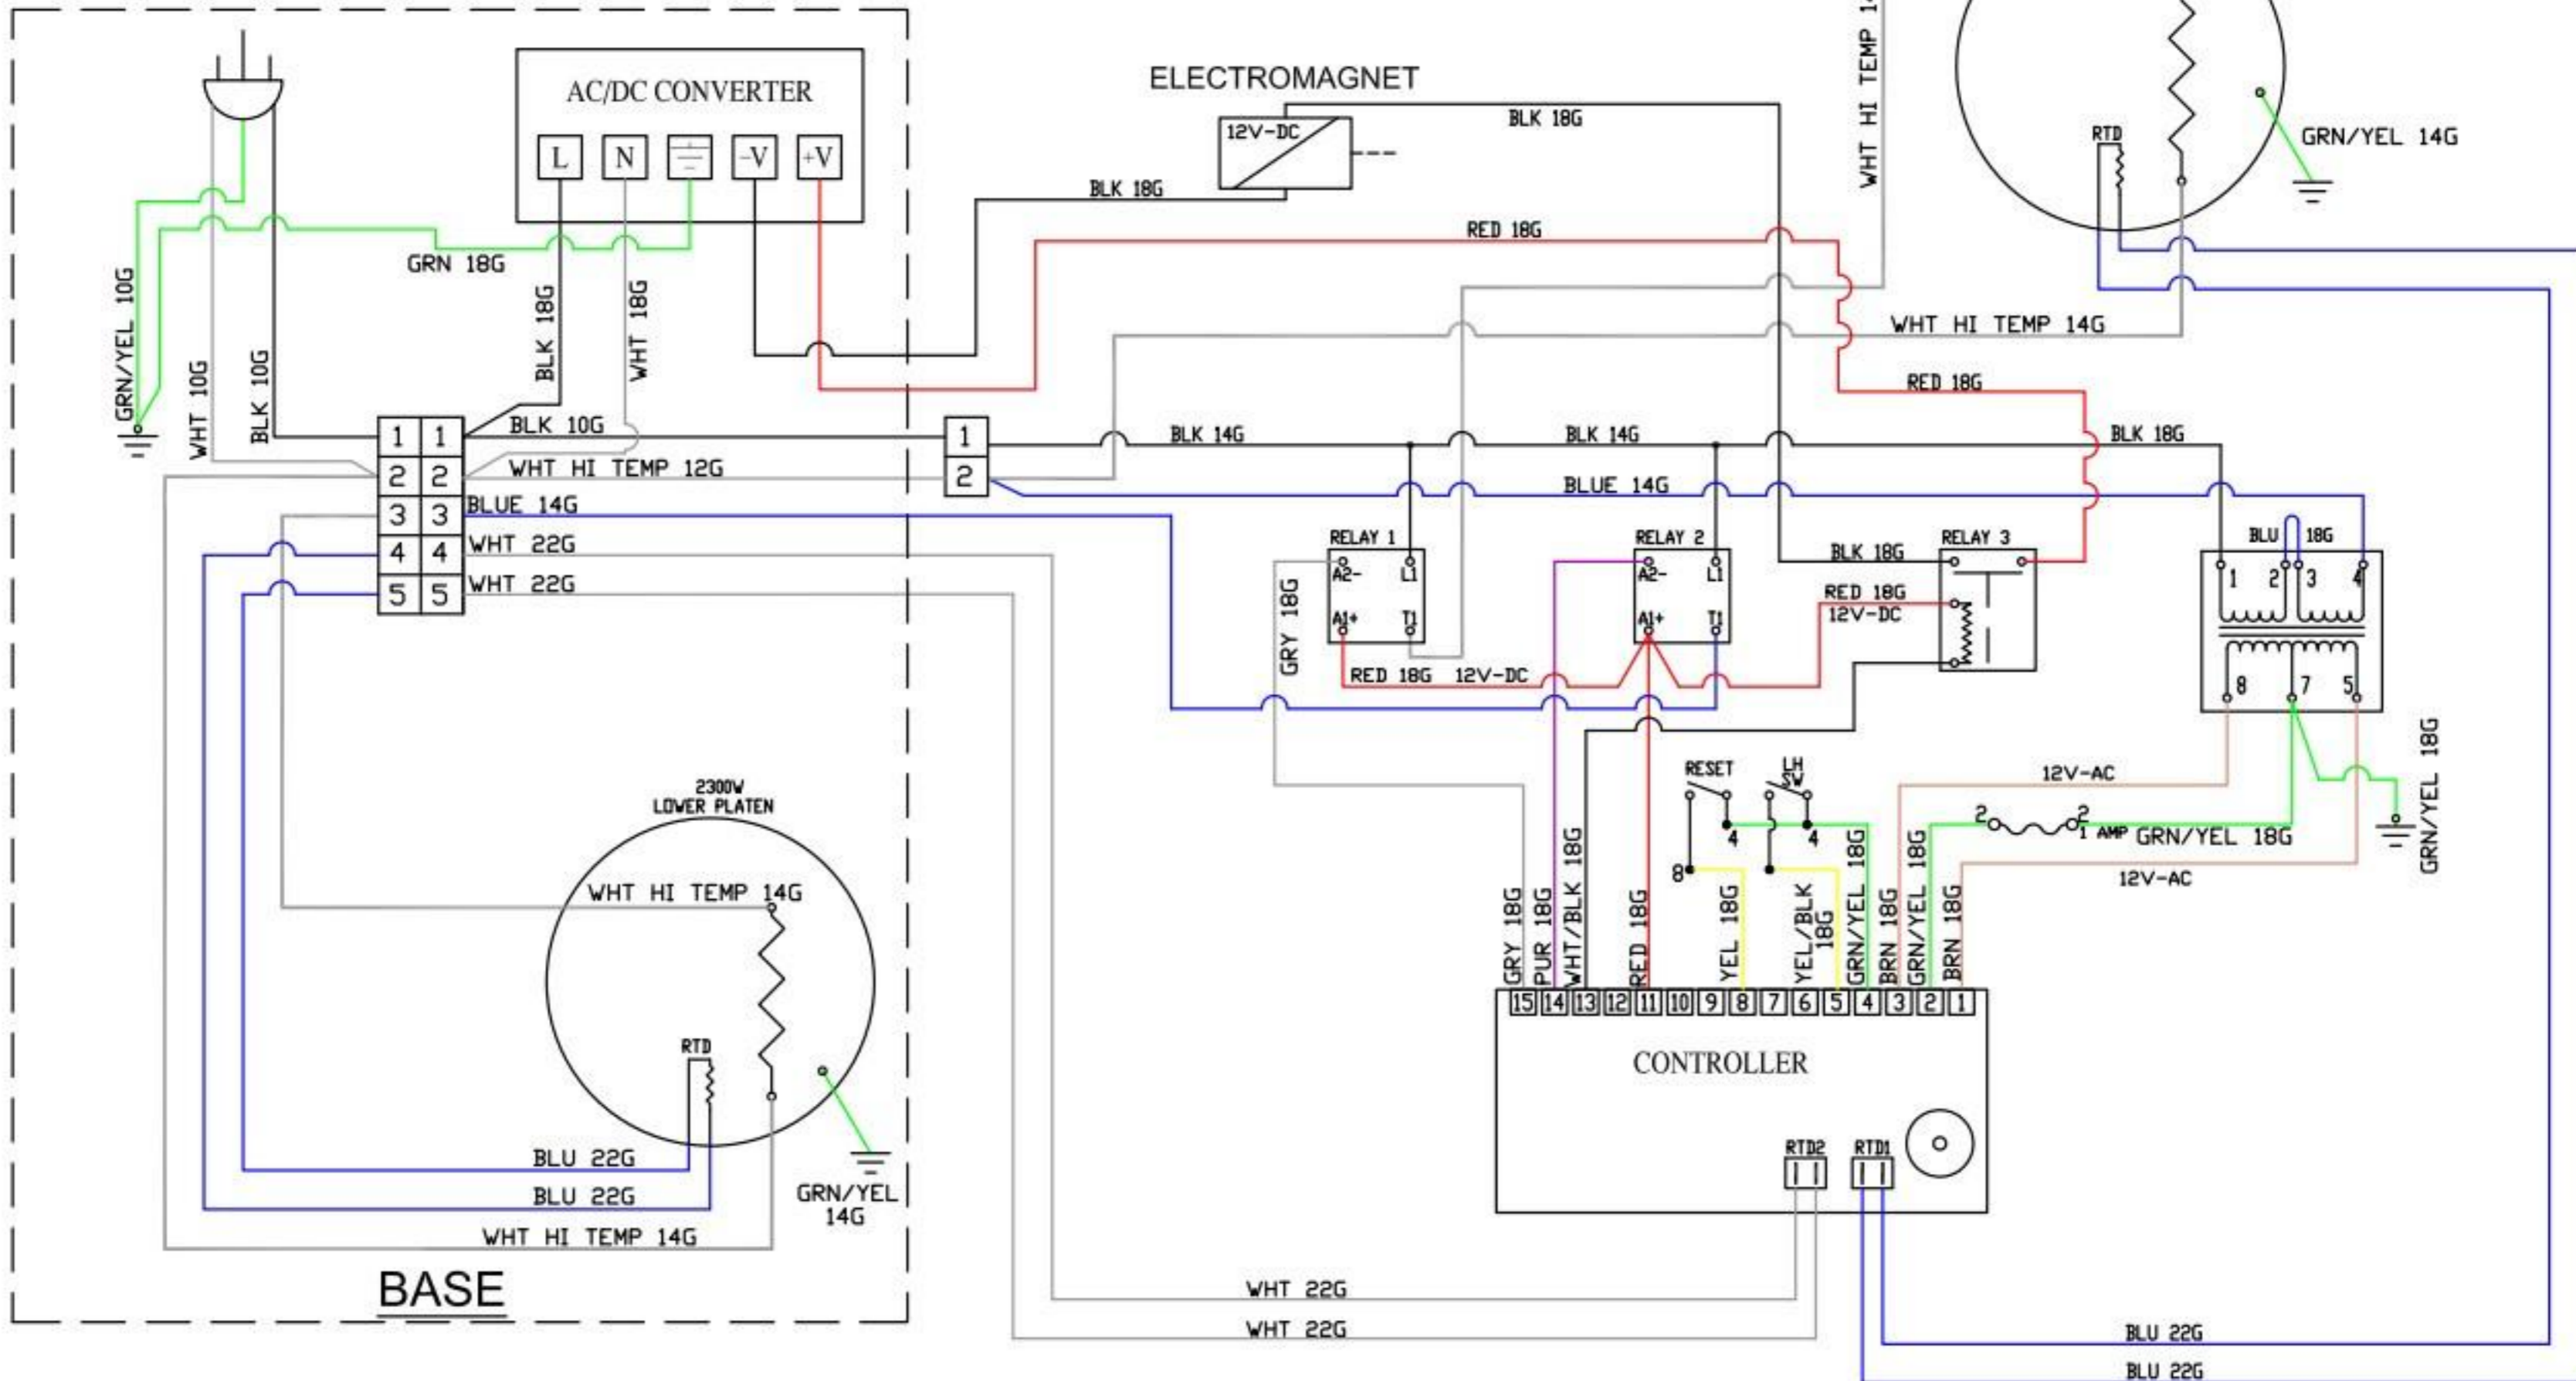 AC/DC CONVERTER
L N -V +V
GRN 18G
GRN/YEL 10G
WHT 10G
BLK 10G
BLK 18G
WHT 18G
1 1
2 2
3 3
4 4
5 5
BLK 10G
WHT HI TEMP 12G
BLUE 14G
WHT 22G
WHT 22G
1
2
2300W
LOWER PLATEN
WHT HI TEMP 14G
RTD
BLU 22G
BLU 22G
WHT HI TEMP 14G
GRN/YEL
14G
BASE
ELECTROMAGNET
12V-DC
BLK 18G
BLK 18G
RED 18G
WHT HI TEMP
RTD
GRN/YEL 14G
WHT HI TEMP 14G
RED 18G
BLK 14G
BLK 14G
BLK 18G
BLUE 14G
RELAY 1
A2- L1
A1+ T1
GRY 18G
RED 18G 12V-DC
RELAY 2
A2- L1
A1+ T1
RELAY 3
BLK 18G
RED 18G
12V-DC
BLU 18G
1 2 3 4
8 7 5
12V-AC
2 2
1 AMP
GRN/YEL 18G
GRN/YEL 18G
12V-AC
RESET
LH
SW
4
4
8
GRY 18G
PUR 18G
WHT/BLK 18G
RED 18G
YEL 18G
YEL/BLK
18G
GRN/YEL 18G
BRN 18G
GRN/YEL 18G
BRN 18G
15 14 13 12 11 10 9 8 7 6 5 4 3 2 1
CONTROLLER
RTD2 RTD1
WHT 22G
WHT 22G
BLU 22G
BLU 22G